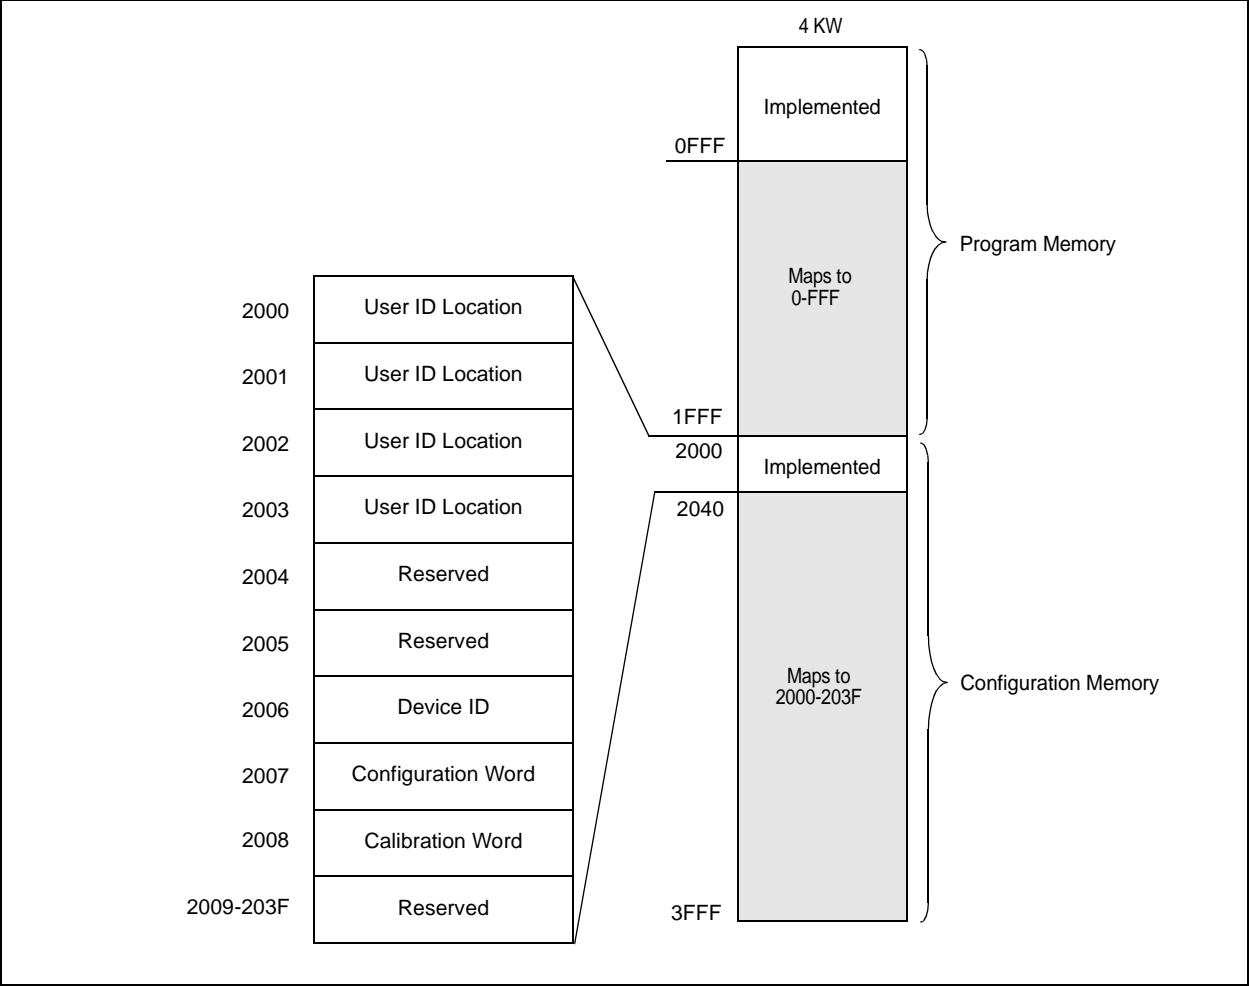 4 KW
Implemented
0FFF
Program Memory
Maps to
0-FFF
1FFF
2000
Implemented
2040
Maps to
2000-203F
Configuration Memory
3FFF
2000 User ID Location
2001 User ID Location
2002 User ID Location
2003 User ID Location
2004 Reserved
2005 Reserved
2006 Device ID
2007 Configuration Word
2008 Calibration Word
2009-203F Reserved